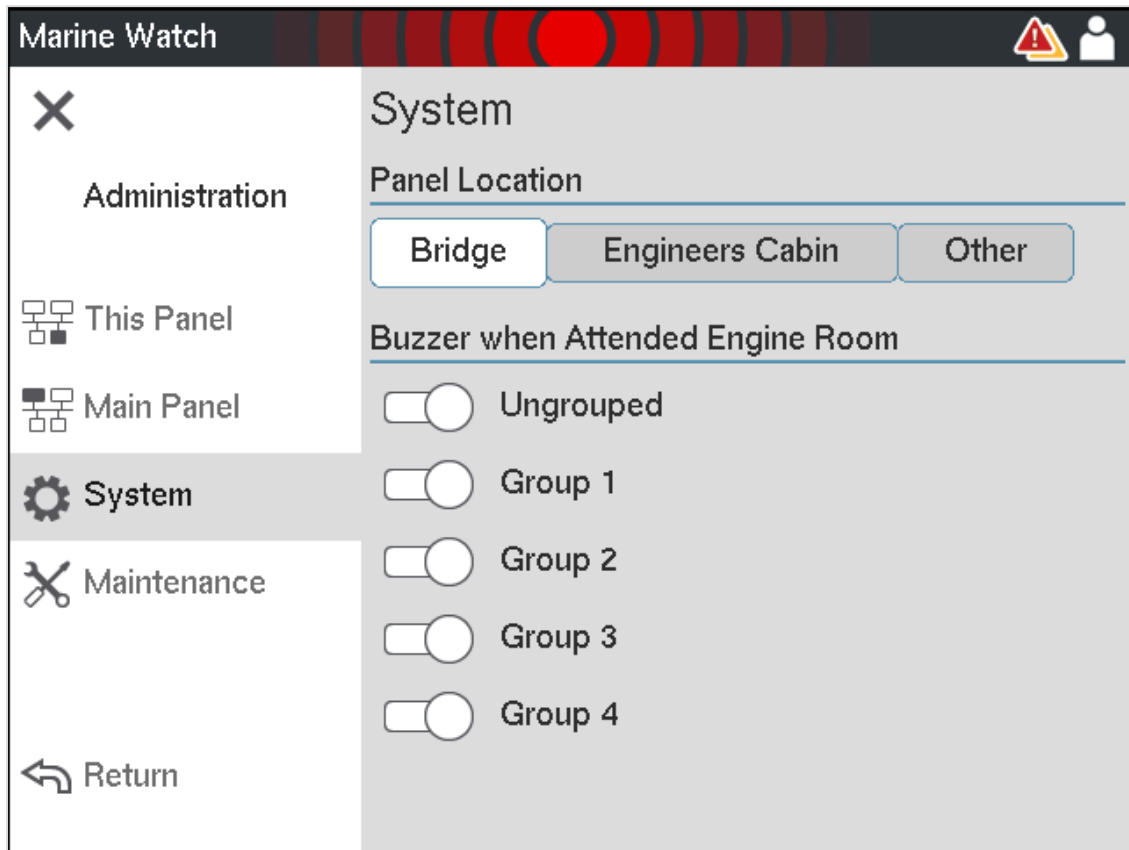 Marine Watch
Administration
This Panel
Main Panel
System
Maintenance
Return
System
Panel Location
Bridge
Engineers Cabin
Other
Buzzer when Attended Engine Room
Ungrouped
Group 1
Group 2
Group 3
Group 4